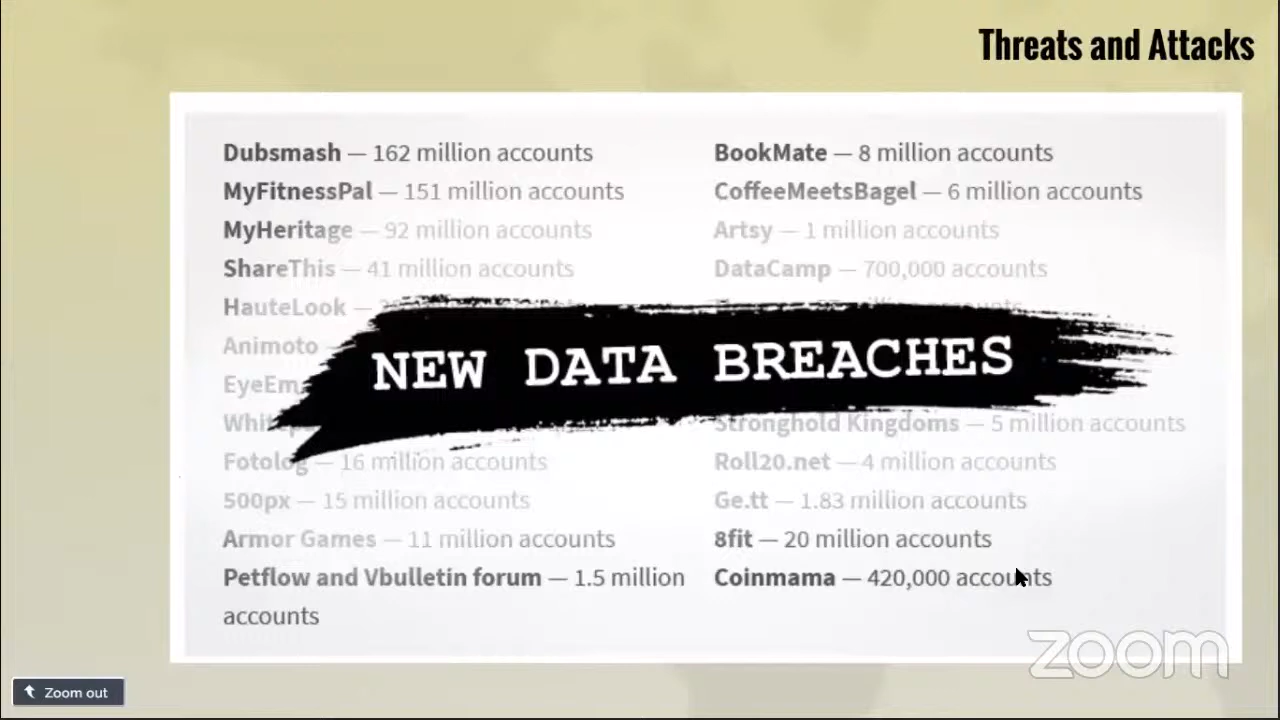 Threats and Attacks
Dubsmash — 162 million accounts
MyFitnessPal — 151 million accounts
MyHeritage — 92 million accounts
ShareThis — 41 million accounts
HauteLook —
Animoto —
EyeEm
Fotolog — 16 million accounts
500px — 15 million accounts
Armor Games — 11 million accounts
Petflow and Vbulletin forum — 1.5 million
accounts
BookMate — 8 million accounts
CoffeeMeetsBagel — 6 million accounts
Artsy — 1 million accounts
DataCamp — 700,000 accounts
Stronghold Kingdoms — 5 million accounts
Roll20.net — 4 million accounts
Ge.tt — 1.83 million accounts
8fit — 20 million accounts
Coinmama — 420,000 accounts
NEW DATA BREACHES
zoom
Zoom out